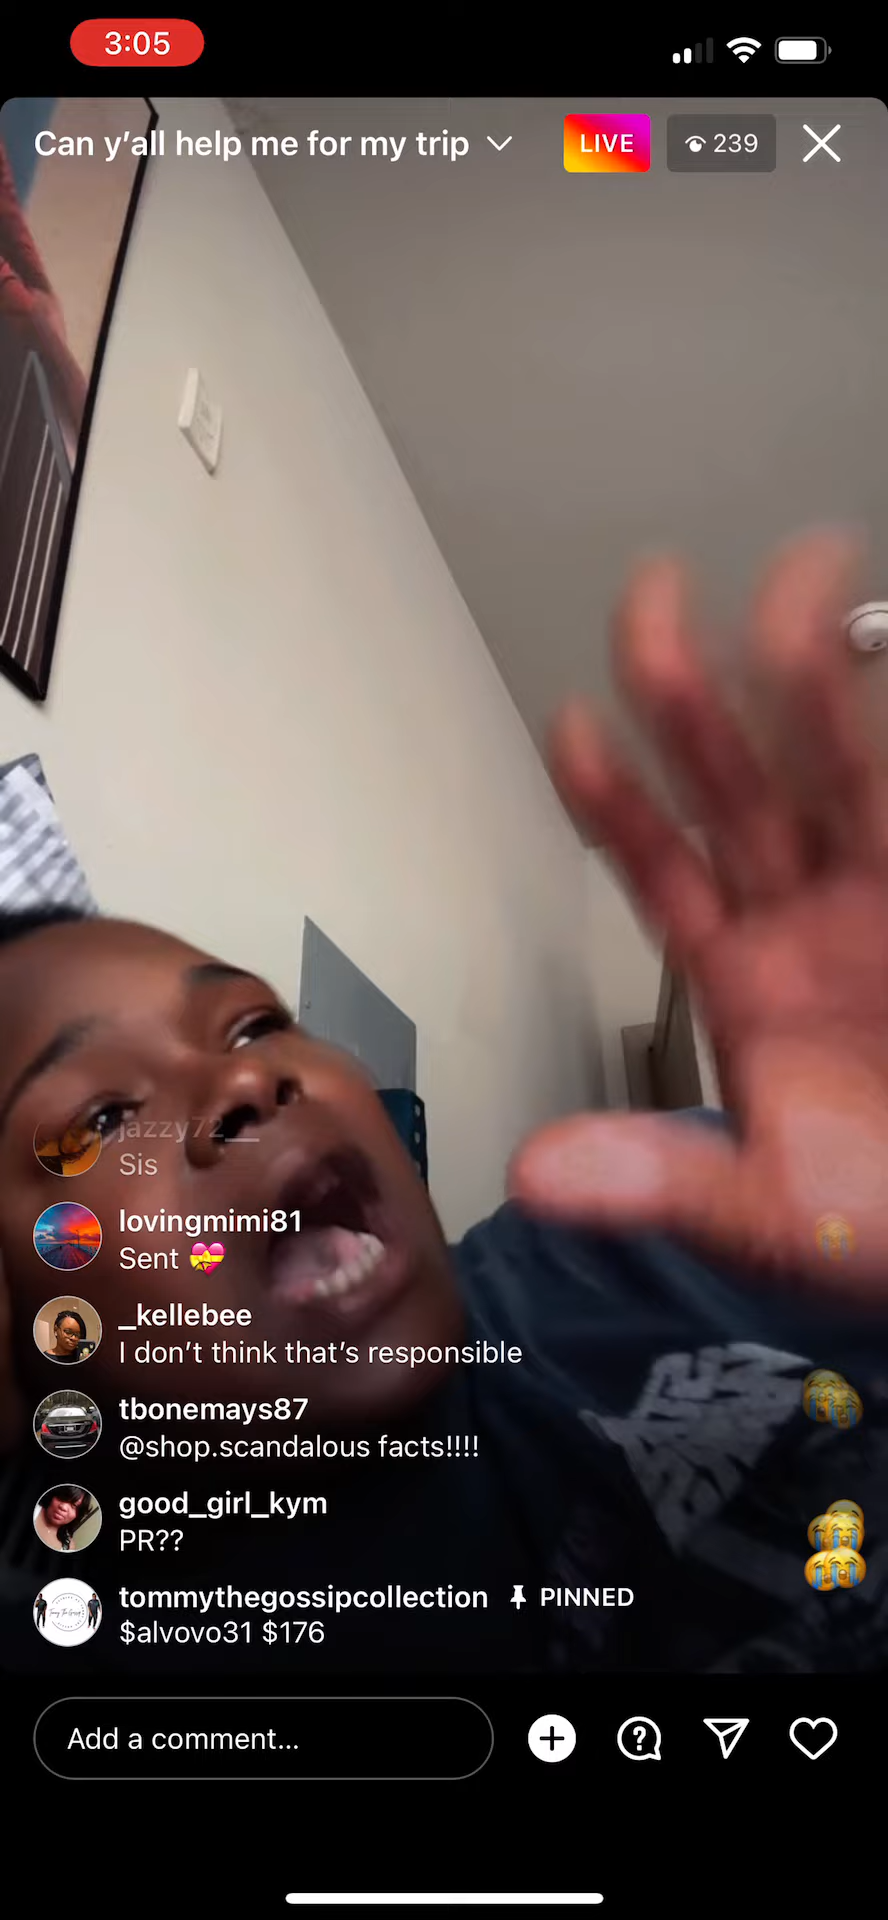 3:05
Can y’all help me for my trip
LIVE
239
jazzy72__
Sis
lovingmimi81
Sent 💝
_kellebee
I don’t think that’s responsible
tbonemays87
@shop.scandalous facts!!!!
good_girl_kym
PR??
tommythegossipcollection PINNED
$alvovo31 $176
Add a comment...